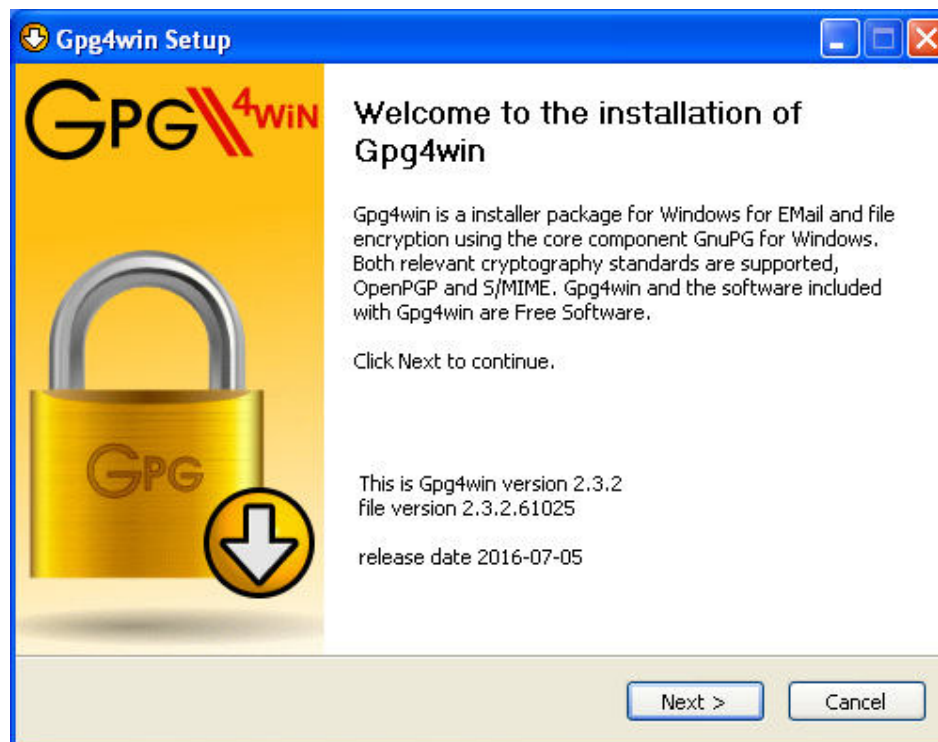 Gpg4win Setup
GPG4WIN
Welcome to the installation of
Gpg4win
Gpg4win is a installer package for Windows for EMail and file
encryption using the core component GnuPG for Windows.
Both relevant cryptography standards are supported,
OpenPGP and S/MIME. Gpg4win and the software included
with Gpg4win are Free Software.
Click Next to continue.
GPG
This is Gpg4win version 2.3.2
file version 2.3.2.61025
release date 2016-07-05
Next >
Cancel